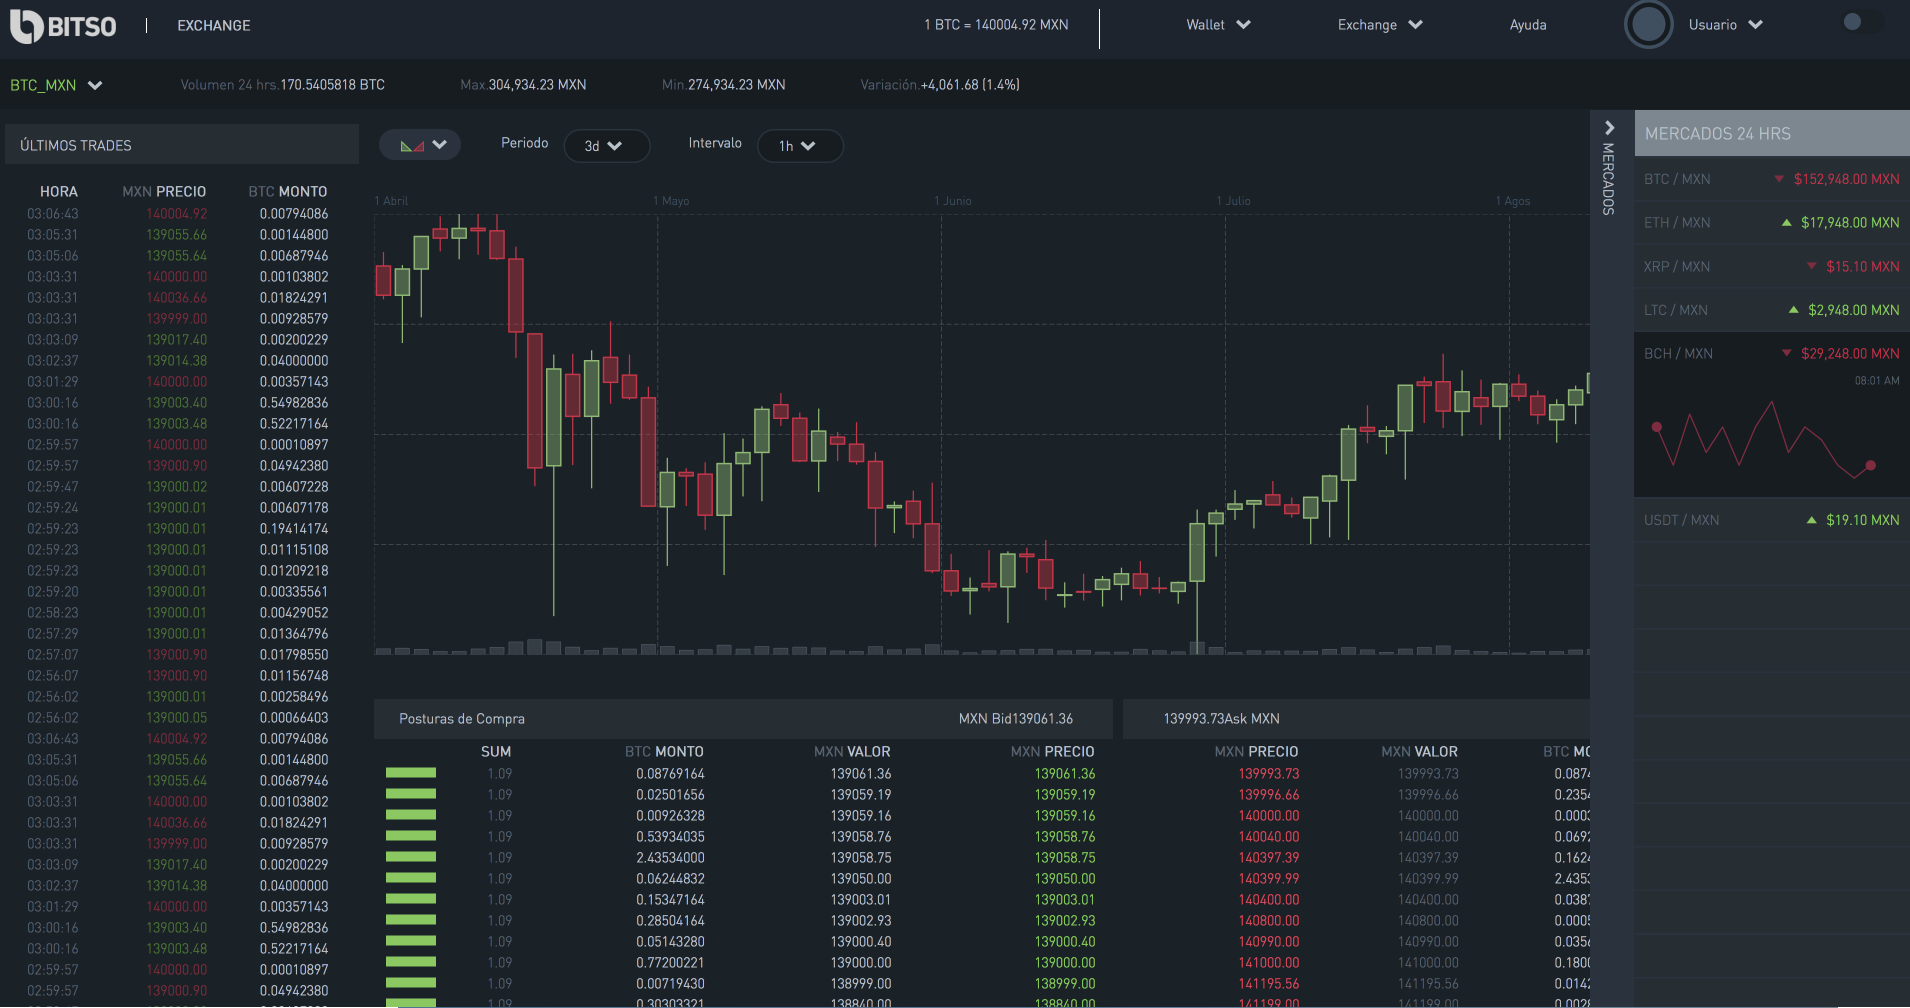 BITSO
EXCHANGE
1 BTC = 140004.92 MXN
Wallet
Exchange
Ayuda
Usuario
BTC_MXN
Volumen 24 hrs.170.5405818 BTC
Max.304,934.23 MXN
Min.274,934.23 MXN
Variación.+4,061.68 (1.4%)
ÚLTIMOS TRADES
HORA MXN PRECIO BTC MONTO
03:06:43 140004.92 0.00794086
03:05:31 139055.66 0.00144800
03:05:06 139055.64 0.00687946
03:03:31 140000.00 0.00103802
03:03:31 140036.66 0.01824291
03:03:31 139999.00 0.00928579
03:03:09 139017.40 0.00200229
03:02:37 139014.38 0.04000000
03:01:29 140000.00 0.00357143
03:00:16 139003.40 0.54982836
03:00:16 139003.48 0.52217164
02:59:57 140000.00 0.00010897
02:59:57 139000.90 0.04942380
02:59:47 139000.02 0.00607228
02:59:24 139000.01 0.00607178
02:59:23 139000.01 0.19414174
02:59:23 139000.01 0.01115108
02:59:23 139000.01 0.01209218
02:59:20 139000.01 0.00335561
02:58:23 139000.01 0.00429052
02:57:29 139000.01 0.01364796
02:57:07 139000.90 0.01798550
02:56:07 139000.90 0.01156748
02:56:02 139000.01 0.00258496
02:56:02 139000.05 0.00066403
03:06:43 140004.92 0.00794086
03:05:31 139055.66 0.00144800
03:05:06 139055.64 0.00687946
03:03:31 140000.00 0.00103802
03:03:31 140036.66 0.01824291
03:03:31 139999.00 0.00928579
03:03:09 139017.40 0.00200229
03:02:37 139014.38 0.04000000
03:01:29 140000.00 0.00357143
03:00:16 139003.40 0.54982836
03:00:16 139003.48 0.52217164
02:59:57 140000.00 0.00010897
02:59:57 139000.90 0.04942380
Periodo
3d
Intervalo
1h
1 Abril
1 Mayo
1 Junio
1 Julio
1 Agos
Posturas de Compra
MXN Bid139061.36
139993.73Ask MXN
SUM BTC MONTO MXN VALOR MXN PRECIO MXN PRECIO MXN VALOR BTC MO
1.09 0.08769164 139061.36 139061.36 139993.73 139993.73 0.0874
1.09 0.02501656 139059.19 139059.19 139996.66 139996.66 0.2354
1.09 0.00926328 139059.16 139059.16 140000.00 140000.00 0.0003
1.09 0.53934035 139058.76 139058.76 140040.00 140040.00 0.0692
1.09 2.43534000 139058.75 139058.75 140397.39 140397.39 0.1624
1.09 0.06244832 139050.00 139050.00 140399.99 140399.99 2.4353
1.09 0.15347164 139003.01 139003.01 140400.00 140400.00 0.0387
1.09 0.28504164 139002.93 139002.93 140800.00 140800.00 0.0005
1.09 0.05143280 139000.40 139000.40 140990.00 140990.00 0.0356
1.09 0.77200221 139000.00 139000.00 141000.00 141000.00 0.1800
1.09 0.00719430 138999.00 138999.00 141195.56 141195.56 0.0142
1.09 0.30303321 138840.00 138840.00 141199.00 141199.00 0.0028
MERCADOS
MERCADOS 24 HRS
BTC / MXN $152,948.00 MXN
ETH / MXN $17,948.00 MXN
XRP / MXN $15.10 MXN
LTC / MXN $2,948.00 MXN
BCH / MXN $29,248.00 MXN
08:01 AM
USDT / MXN $19.10 MXN